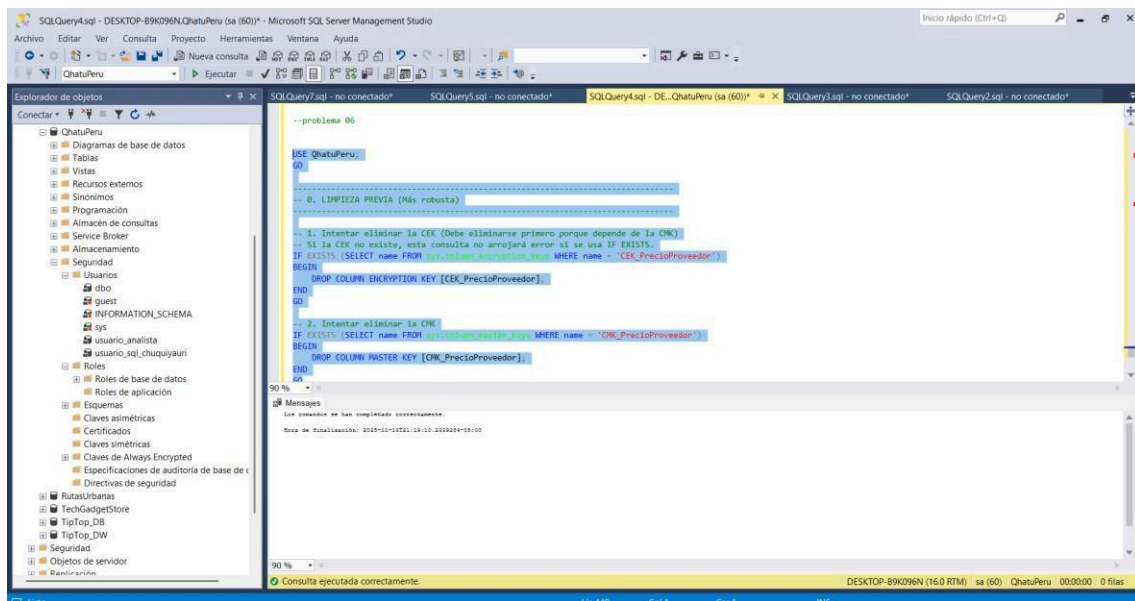 SQLQuery4.sql - DESKTOP-B9K096N.QhatuPeru (sa (60))* - Microsoft SQL Server Management Studio
Inicio rápido (Ctrl+Q)
Archivo Editar Ver Consulta Proyecto Herramientas Ventana Ayuda
Nueva consulta
QhatuPeru Ejecutar
Explorador de objetos
Conectar
QhatuPeru
Diagramas de base de datos
Tablas
Vistas
Recursos externos
Sinónimos
Programación
Almacén de consultas
Service Broker
Almacenamiento
Seguridad
Usuarios
dbo
guest
INFORMATION_SCHEMA
sys
usuario_analista
usuario_sql_chuquiyauri
Roles
Roles de base de datos
Roles de aplicación
Esquemas
Claves asimétricas
Certificados
Claves simétricas
Claves de Always Encrypted
Especificaciones de auditoría de base de
Directivas de seguridad
RutasUrbanas
TechGadgetStore
TipTop_DB
TipTop_DW
Seguridad
Objetos de servidor
Replicación
SQLQuery7.sql - no conectado* SQLQuery5.sql - no conectado* SQLQuery4.sql - DE...QhatuPeru (sa (60))* SQLQuery3.sql - no conectado* SQLQuery2.sql - no conectado*
--problema 06
USE QhatuPeru;
GO
-- 0. LIMPIEZA PREVIA (Más robusta)
-- 1. Intentar eliminar la CEK (Debe eliminarse primero porque depende de la CMK)
-- Si la CEK no existe, esta consulta no arrojará error si se usa IF EXISTS.
IF EXISTS (SELECT name FROM sys.column_encryption_keys WHERE name = 'CEK_PrecioProveedor')
BEGIN
DROP COLUMN ENCRYPTION KEY [CEK_PrecioProveedor];
END
GO
-- 2. Intentar eliminar la CMK
IF EXISTS (SELECT name FROM sys.column_master_keys WHERE name = 'CMK_PrecioProveedor')
BEGIN
DROP COLUMN MASTER KEY [CMK_PrecioProveedor];
END
GO
90 %
Mensajes
Los comandos se han completado correctamente.
Hora de finalización:
90 %
Consulta ejecutada correctamente.
DESKTOP-B9K096N (16.0 RTM) sa (60) QhatuPeru 00:00:00 0 filas